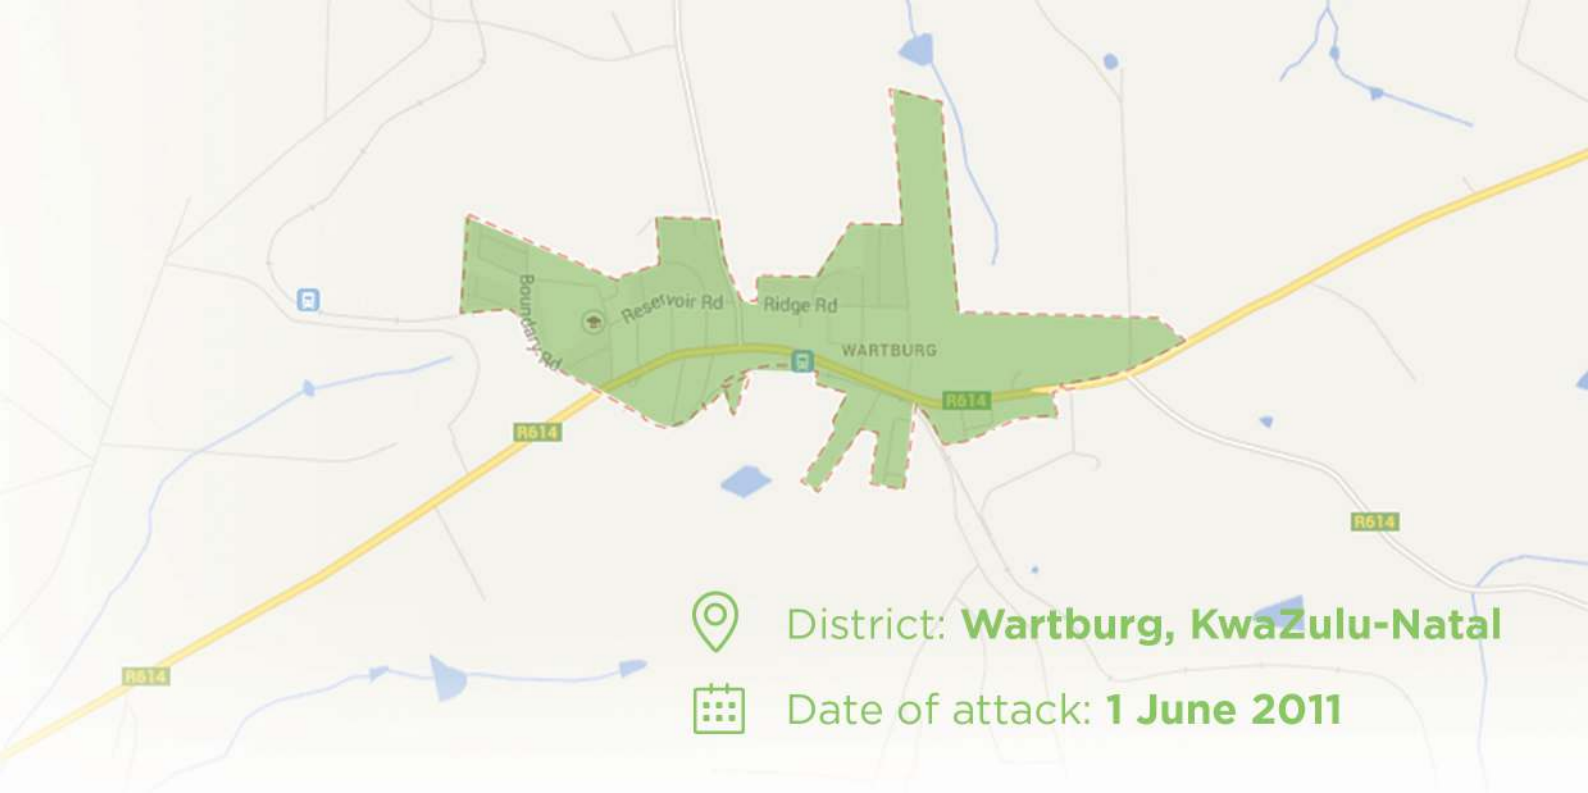 Reservoir Rd
Ridge Rd
Boundary Rd
WARTBURG
R614
R614
R614
R614
District: Wartburg, KwaZulu-Natal
Date of attack: 1 June 2011